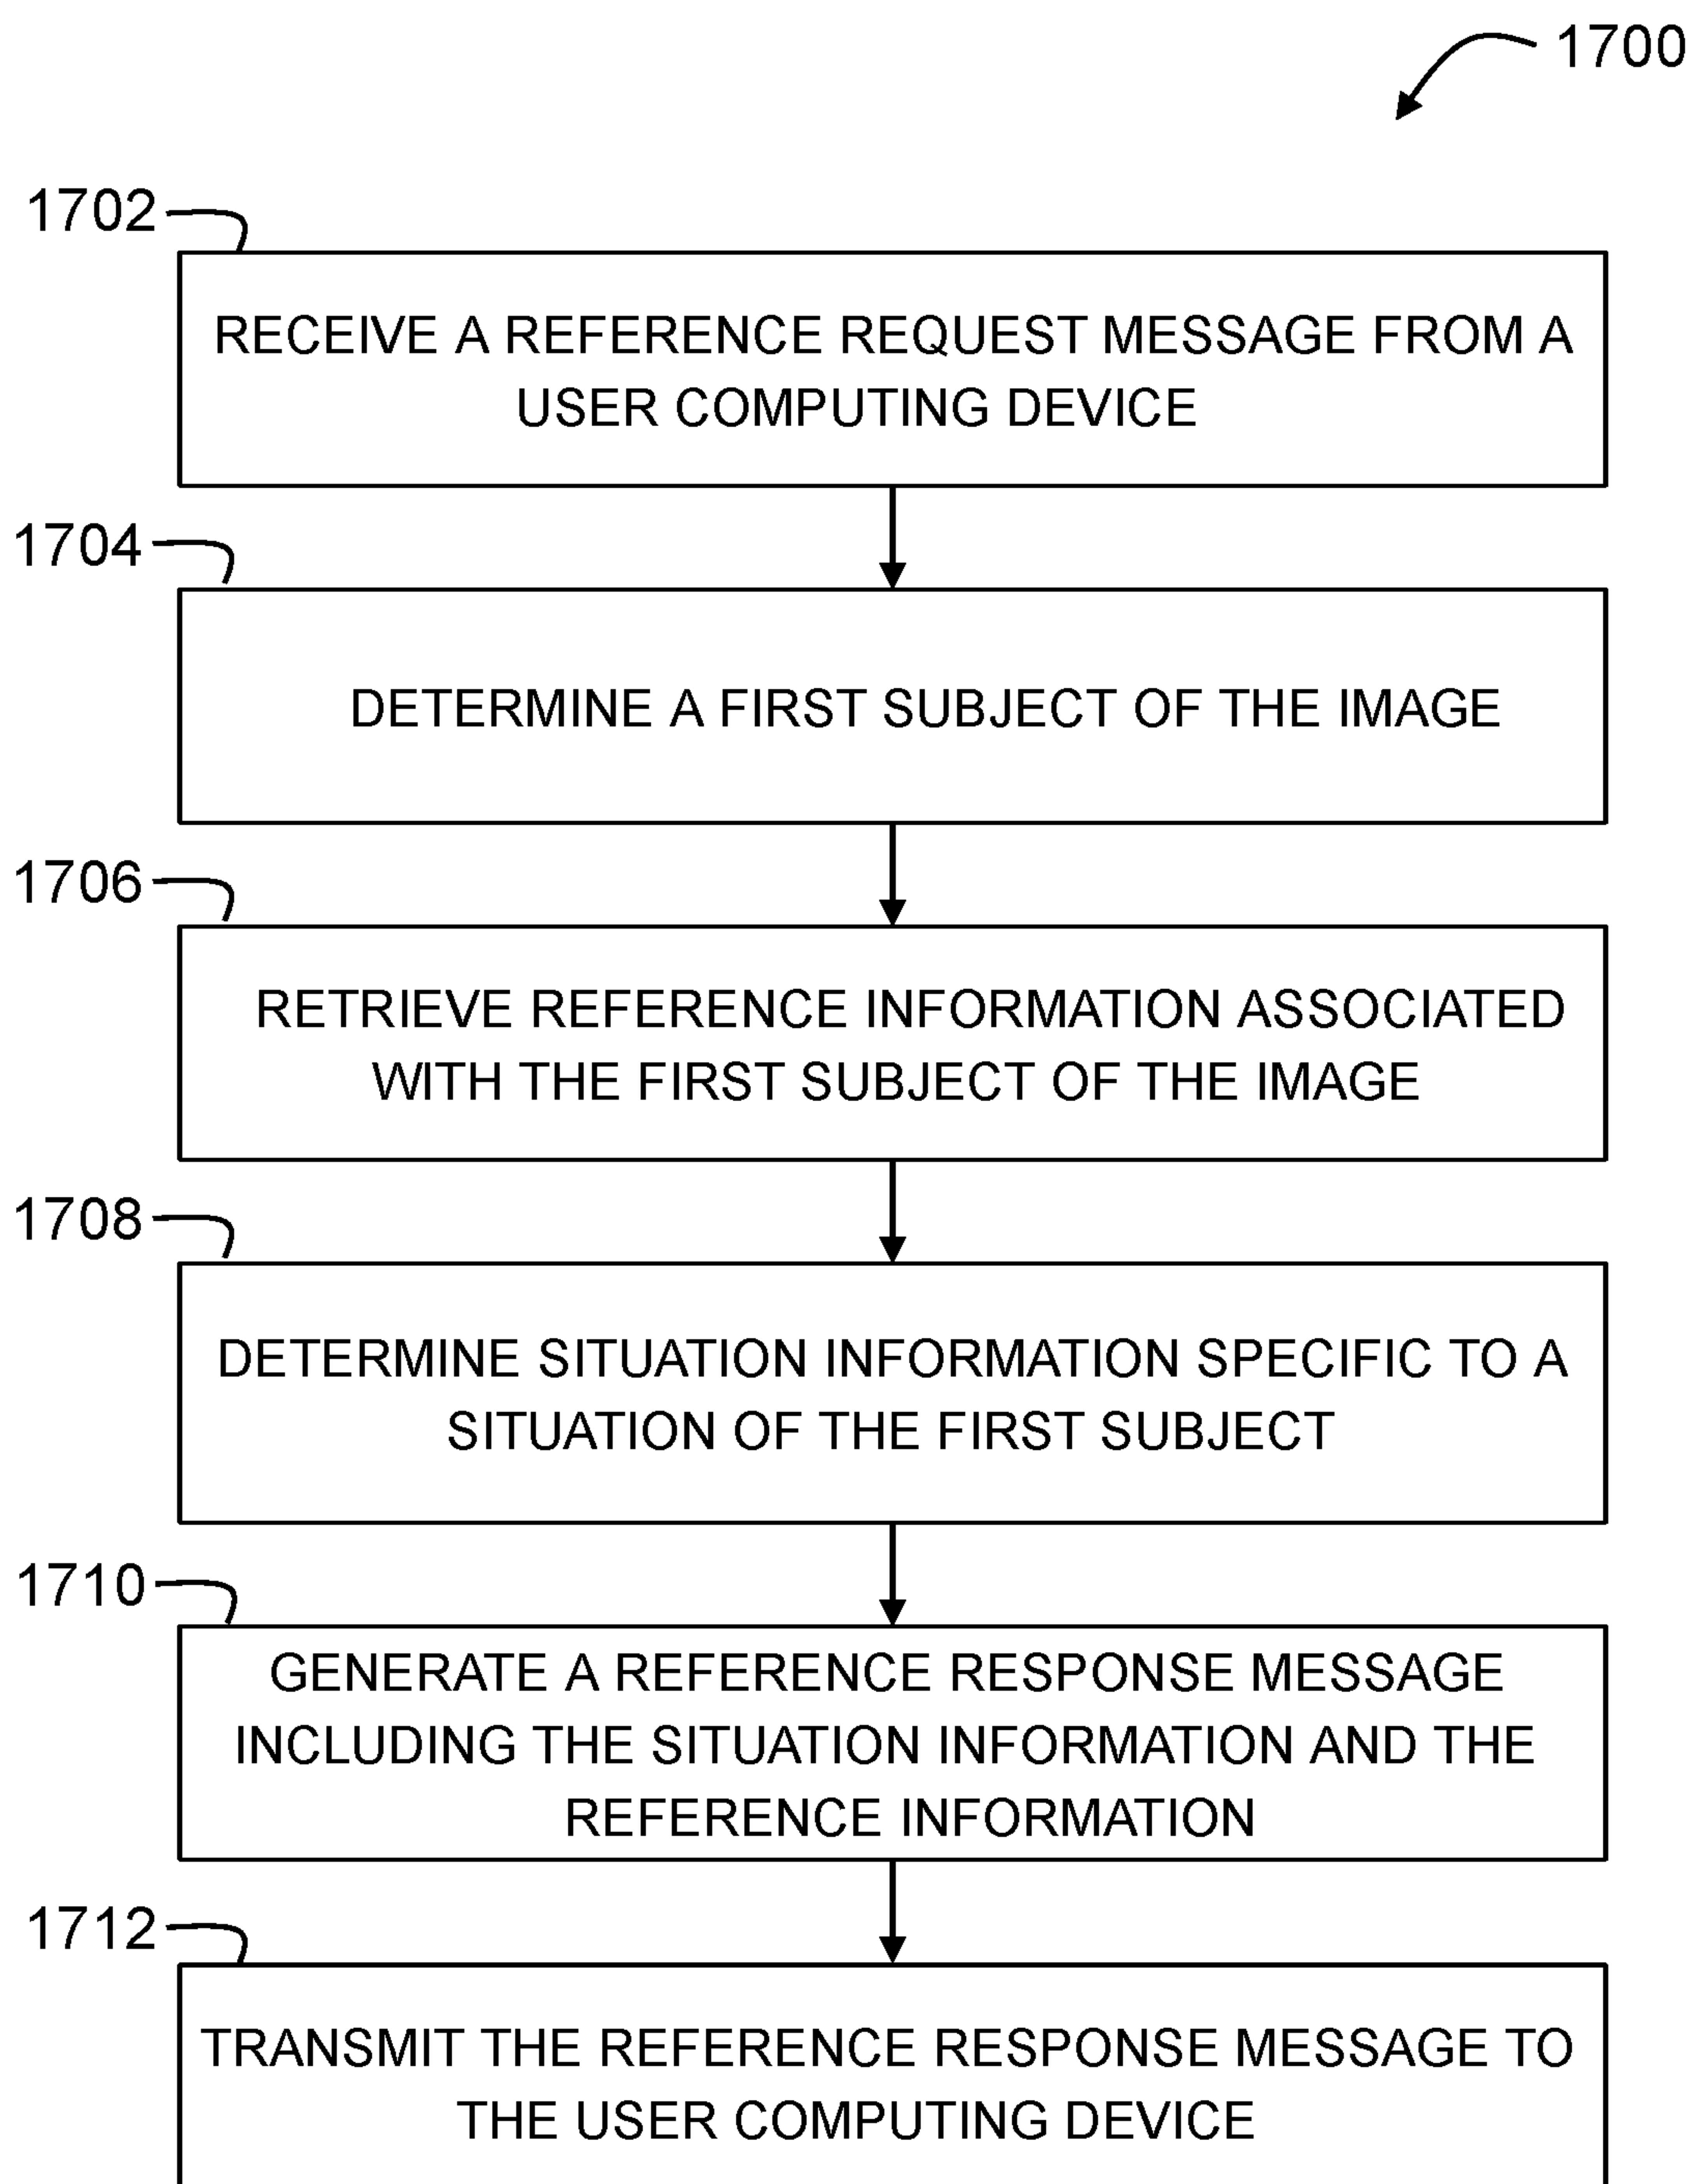 1700
1702
RECEIVE A REFERENCE REQUEST MESSAGE FROM A
USER COMPUTING DEVICE
1704
DETERMINE A FIRST SUBJECT OF THE IMAGE
1706
RETRIEVE REFERENCE INFORMATION ASSOCIATED
WITH THE FIRST SUBJECT OF THE IMAGE
1708
DETERMINE SITUATION INFORMATION SPECIFIC TO A
SITUATION OF THE FIRST SUBJECT
1710
GENERATE A REFERENCE RESPONSE MESSAGE
INCLUDING THE SITUATION INFORMATION AND THE
REFERENCE INFORMATION
1712
TRANSMIT THE REFERENCE RESPONSE MESSAGE TO
THE USER COMPUTING DEVICE